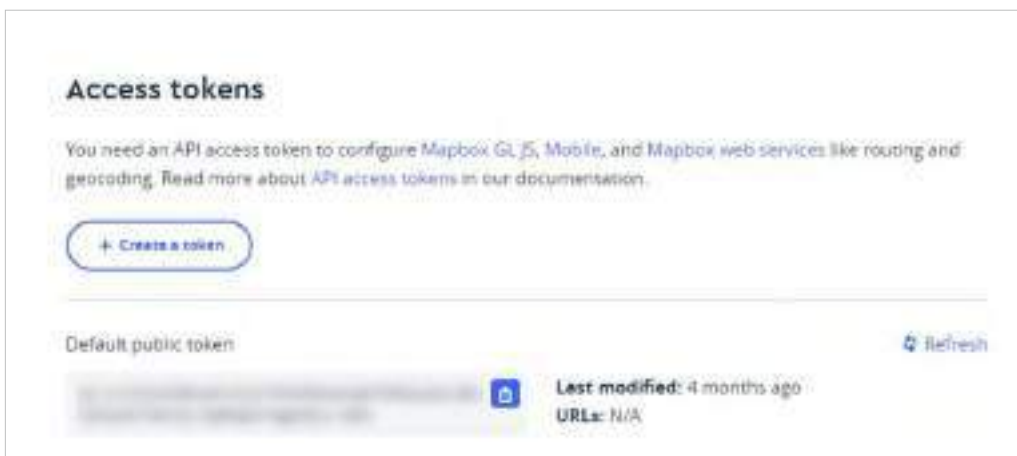 Access tokens
You need an API access token to configure Mapbox GL JS, Mobile, and Mapbox web services like routing and
geocoding. Read more about API access tokens in our documentation.
+ Create a token
Default public token
Refresh
Last modified: 4 months ago
URLs: N/A